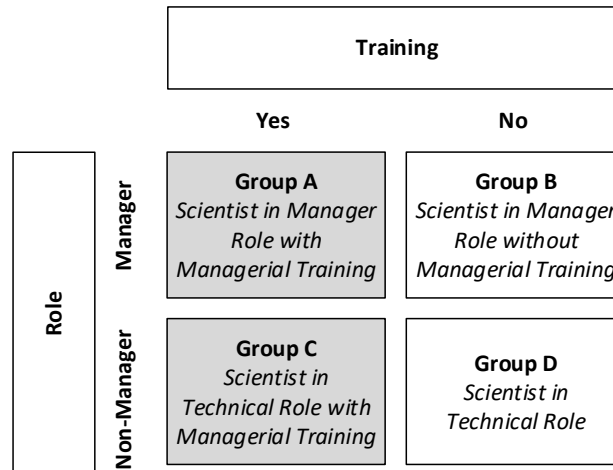 Training
Yes
No
Role
Manager
Group A
Scientist in Manager
Role with
Managerial Training
Group B
Scientist in Manager
Role without
Managerial Training
Non-Manager
Group C
Scientist in
Technical Role with
Managerial Training
Group D
Scientist in
Technical Role